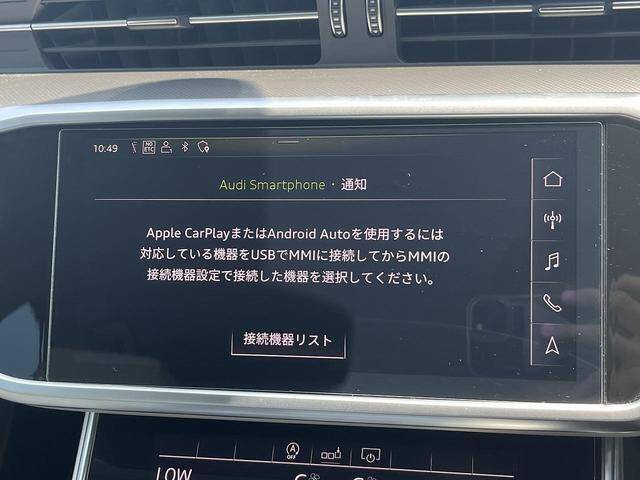 10:49 NO ETC
Audi Smartphone・通知
Apple CarPlayまたはAndroid Autoを使用するには
対応している機器をUSBでMMIに接続してからMMIの
接続機器設定で接続した機器を選択してください。
接続機器リスト
A OFF
LOW